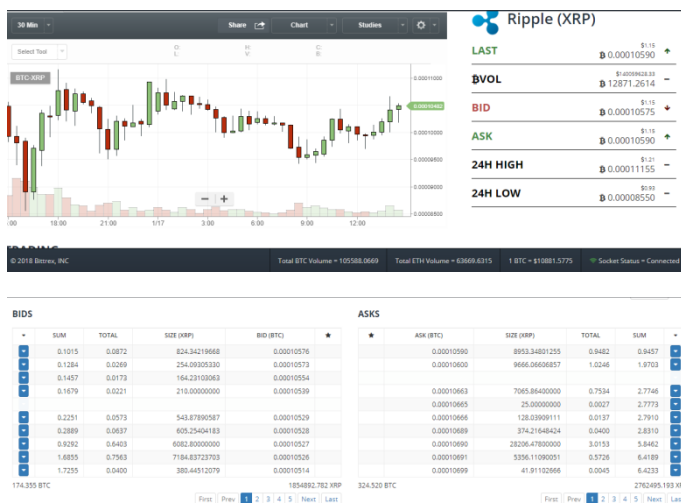 30 Min Share Chart Studies
Ripple (XRP)
Select Tool
O: H: C:
L: V: B:
BTC-XRP
0.00011000
0.00010482
0.00010000
0.00009500
0.00009000
0.00008500
:00 18:00 21:00 1/17 3:00 6:00 9:00 12:00
LAST $1.15 Ƀ 0.00010590
ɃVOL Ƀ 12871.2614
BID $1.15 Ƀ 0.00010575
ASK $1.15 Ƀ 0.00010590
24H HIGH $1.21 Ƀ 0.00011155
24H LOW $0.93 Ƀ 0.00008550
TRADING
© 2018 Bittrex, INC Total BTC Volume = 105588.0669 Total ETH Volume = 63669.6315 1 BTC = $10881.5775 Socket Status = Connected
BIDS
+ SUM TOTAL SIZE (XRP) BID (BTC) ★
0.1015 0.0872 824.34219668 0.00010576
0.1284 0.0269 254.09305330 0.00010573
0.1457 0.0173 164.23103063 0.00010554
0.1679 0.0221 210.00000000 0.00010539
0.2251 0.0573 543.87890587 0.00010529
0.2889 0.0637 605.25404183 0.00010528
0.9292 0.6403 6082.80000000 0.00010527
1.6855 0.7563 7184.83723703 0.00010526
1.7255 0.0400 380.44512079 0.00010514
174.355 BTC 1854892.782 XRP
First Prev 1 2 3 4 5 Next Last
ASKS
★ ASK (BTC) SIZE (XRP) TOTAL SUM +
0.00010590 8953.34801255 0.9482 0.9457
0.00010600 9666.06606857 1.0246 1.9703
0.00010663 7065.86400000 0.7534 2.7746
0.00010665 25.00000000 0.0027 2.7773
0.00010666 128.03909111 0.0137 2.7910
0.00010689 374.21648424 0.0400 2.8310
0.00010690 28206.47800000 3.0153 5.8462
0.00010691 5356.11090051 0.5726 6.4189
0.00010699 41.91102666 0.0045 6.4233
324.520 BTC 2762495.193 XR
First Prev 1 2 3 4 5 Next Last